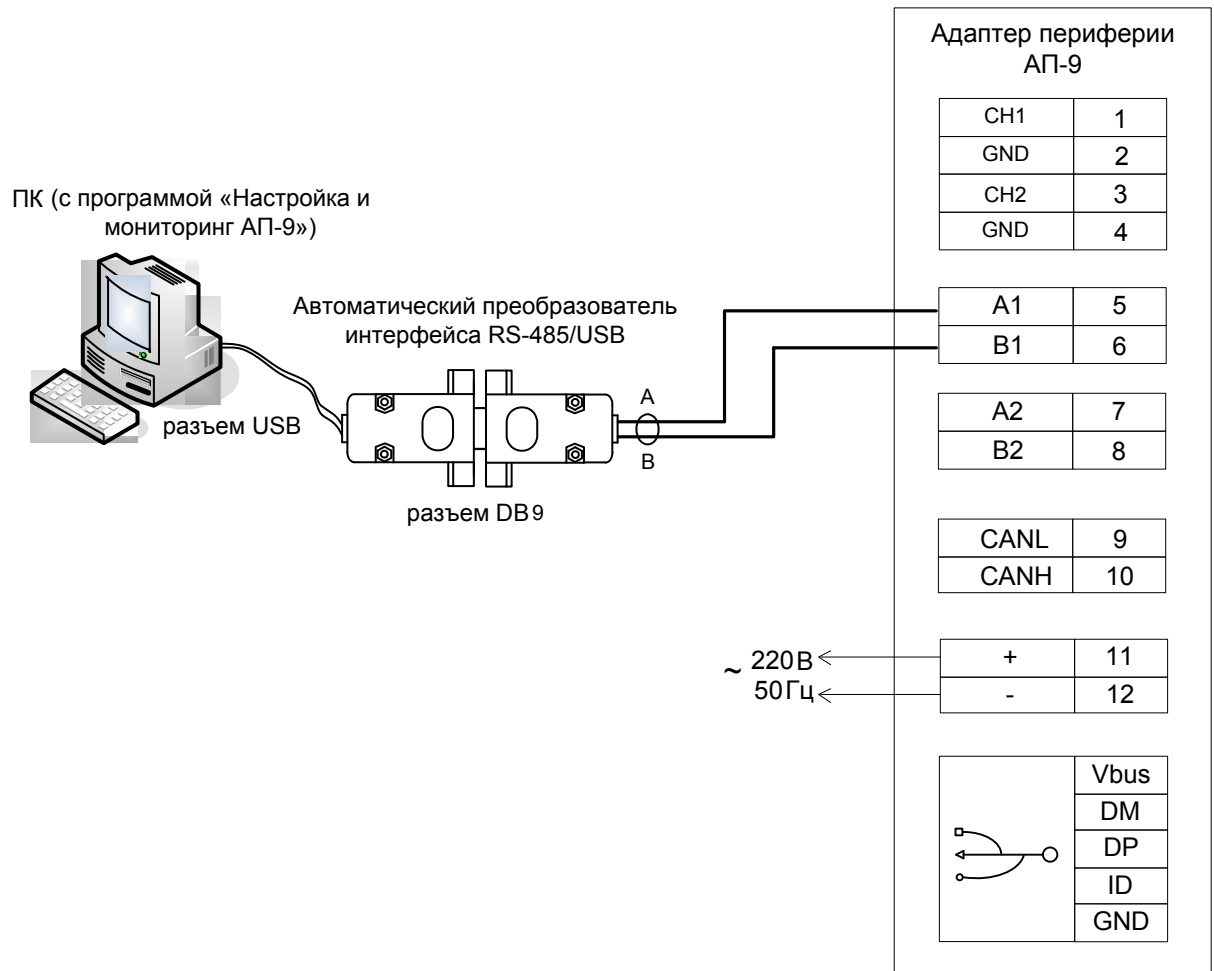 Адаптер периферии
АП-9
CH1 1
GND 2
CH2 3
GND 4
ПК (с программой «Настройка и
мониторинг АП-9»)
Автоматический преобразователь
интерфейса RS-485/USB
A1 5
B1 6
разъем USB
A
B
A2 7
B2 8
разъем DB9
CANL 9
CANH 10
~ 220В
50Гц
+ 11
- 12
Vbus
DM
DP
ID
GND